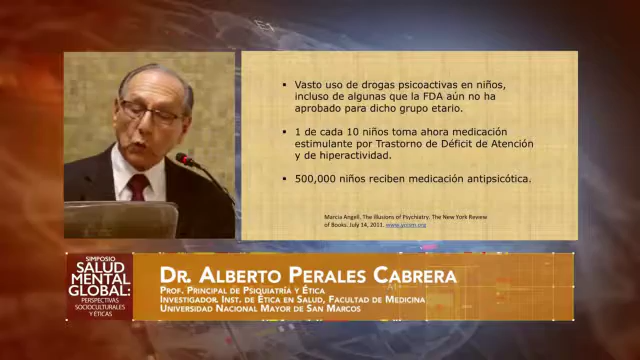 ▪ Vasto uso de drogas psicoactivas en niños,
incluso de algunas que la FDA aún no ha
aprobado para dicho grupo etario.
▪ 1 de cada 10 niños toma ahora medicación
estimulante por Trastorno de Déficit de Atención
y de hiperactividad.
▪ 500,000 niños reciben medicación antipsicótica.
Marcia Angell. The Illusions of Psychiatry. The New York Review
of Books. July 14, 2011.
SIMPOSIO
SALUD
MENTAL
GLOBAL:
PERSPECTIVAS
SOCIOCULTURALES
Y ÉTICAS
DR. ALBERTO PERALES CABRERA
PROF. PRINCIPAL DE PSIQUIATRÍA Y ÉTICA
INVESTIGADOR. INST. DE ÉTICA EN SALUD, FACULTAD DE MEDICINA
UNIVERSIDAD NACIONAL MAYOR DE SAN MARCOS